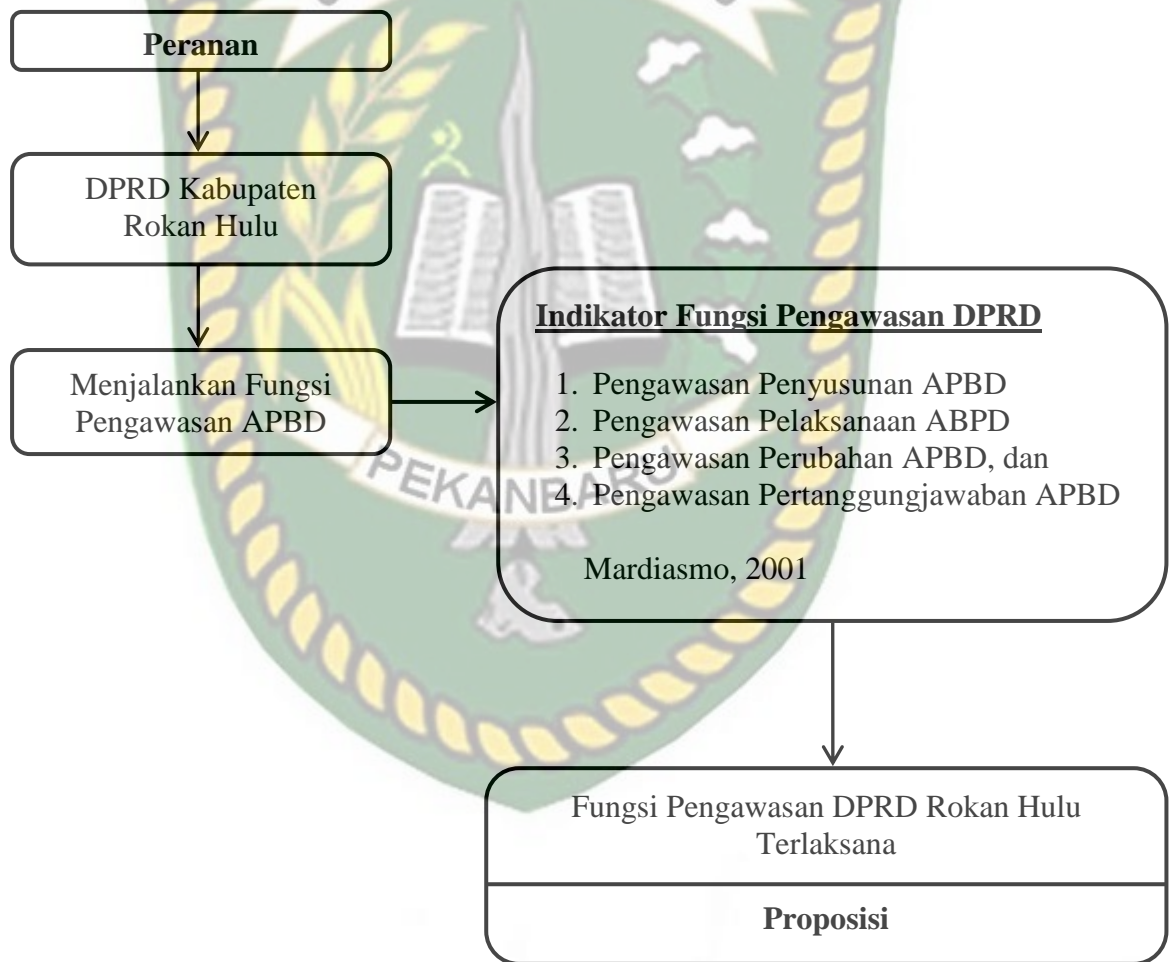 Peranan
DPRD Kabupaten
Rokan Hulu
Menjalankan Fungsi
Pengawasan APBD
Indikator Fungsi Pengawasan DPRD
1. Pengawasan Penyusunan APBD
2. Pengawasan Pelaksanaan ABPD
3. Pengawasan Perubahan APBD, dan
4. Pengawasan Pertanggungjawaban APBD
Mardiasmo, 2001
PEKANBARU
Fungsi Pengawasan DPRD Rokan Hulu
Terlaksana
Proposisi